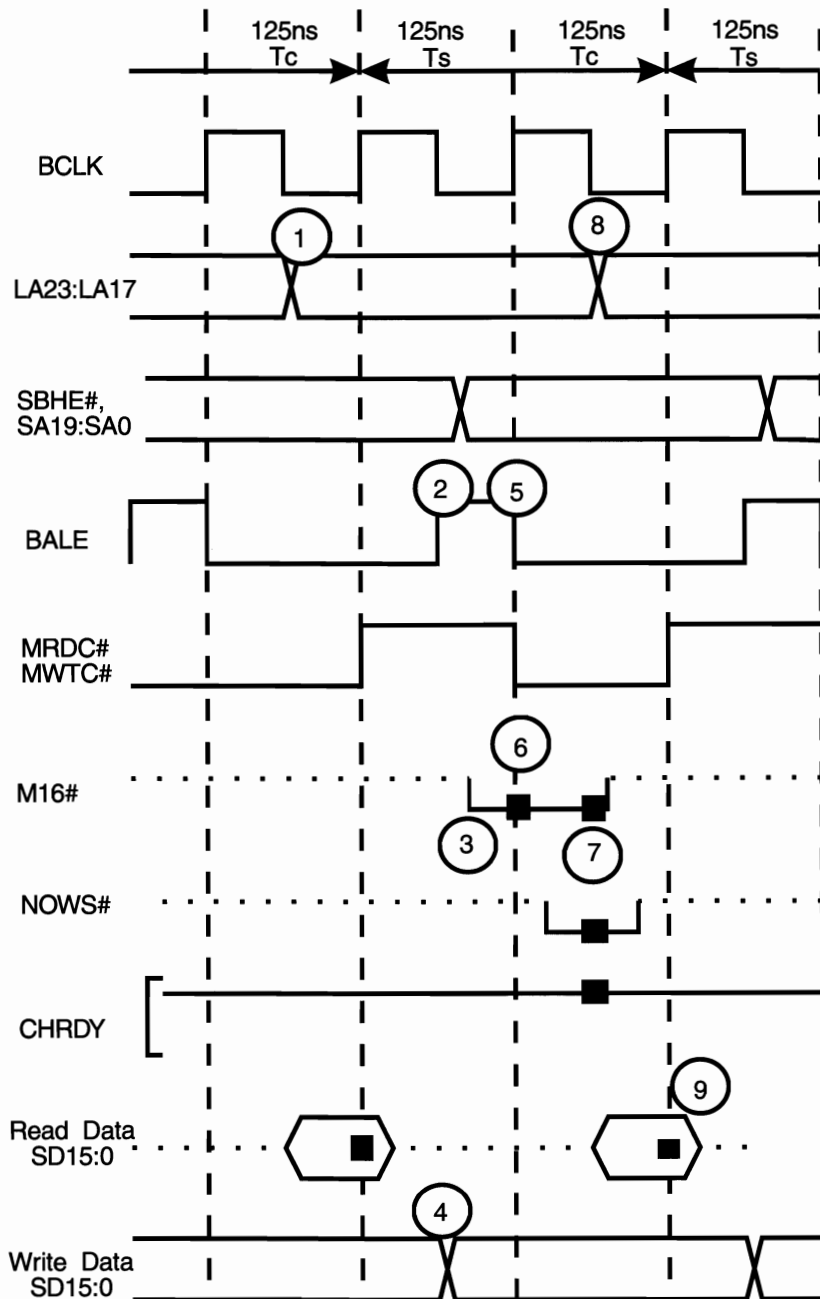 125ns 125ns 125ns 125ns
Tc Ts Tc Ts
BCLK
1 8
LA23:LA17
SBHE#,
SA19:SA0
2 5
BALE
MRDC#
MWTC#
6
M16#
3 7
NOWS#
CHRDY
9
Read Data
SD15:0
4
Write Data
SD15:0